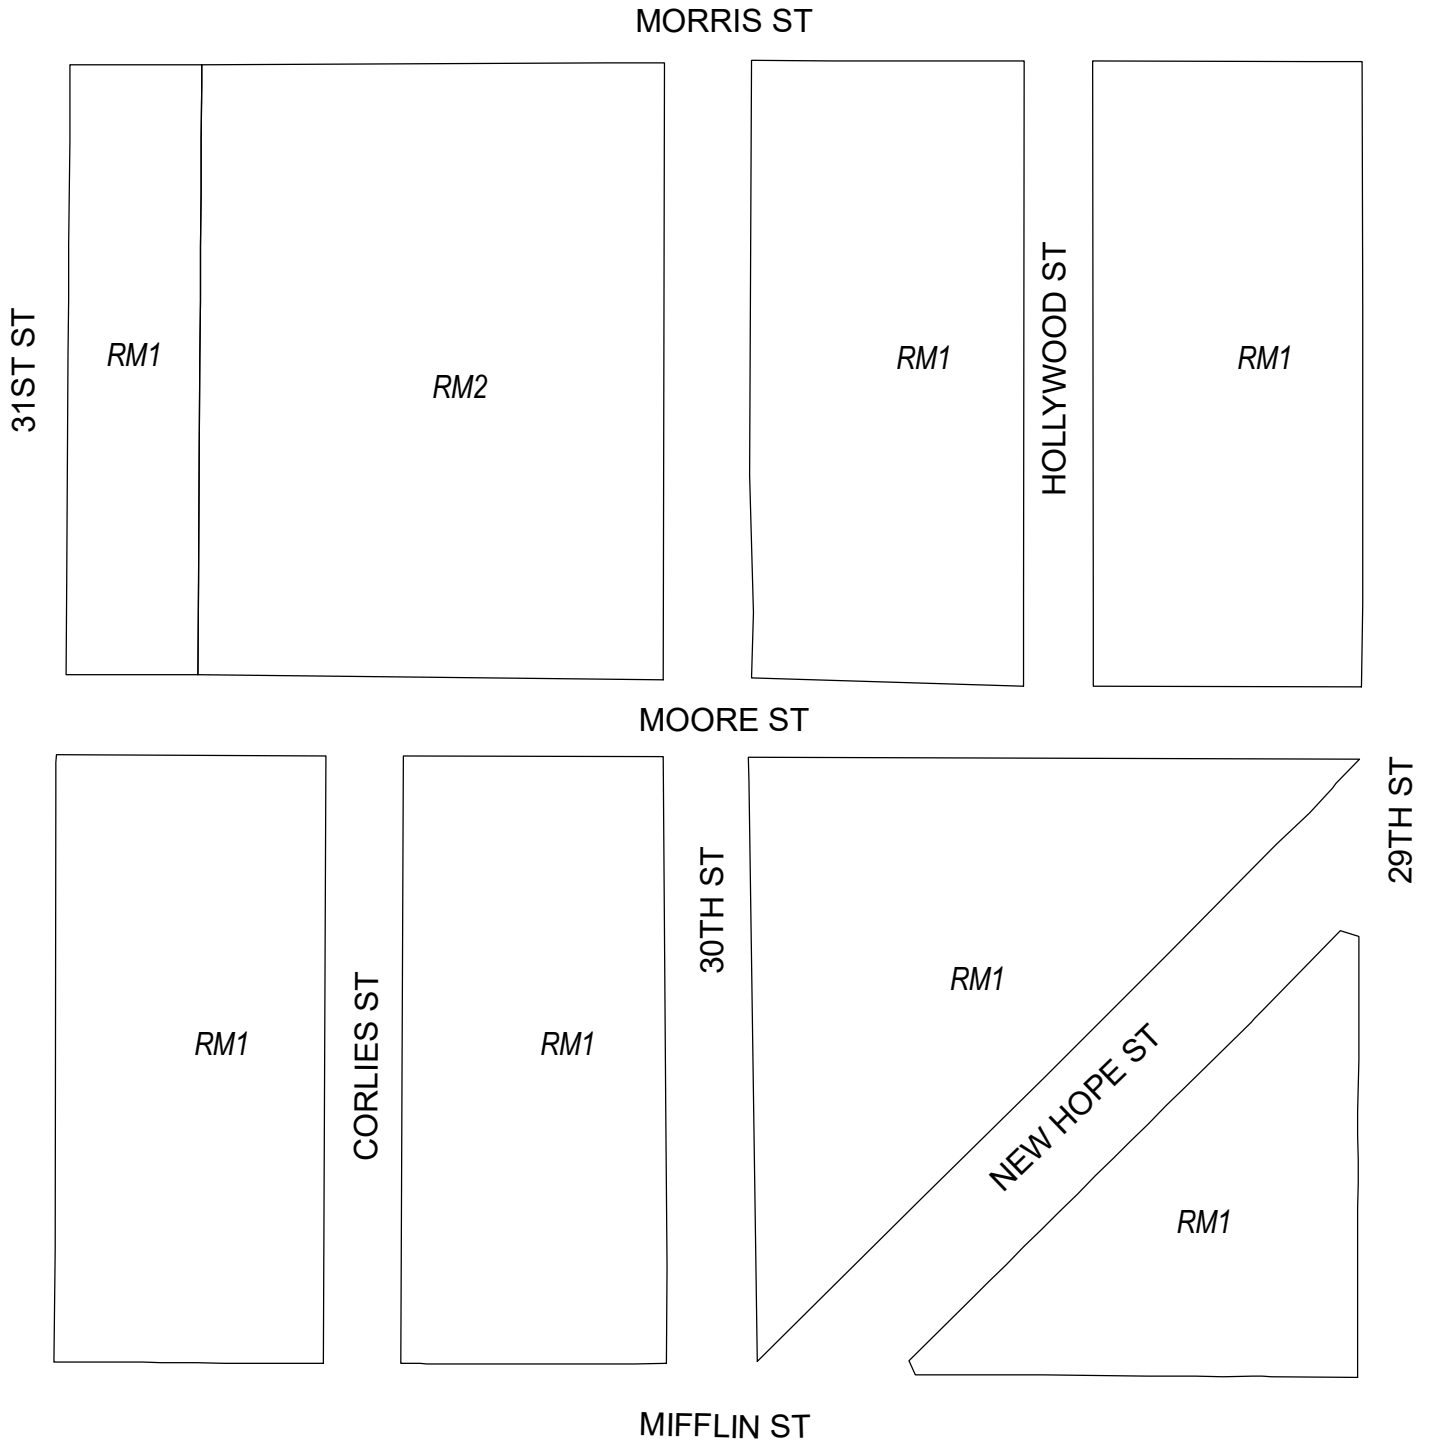 MORRIS ST
31ST ST
RM1
RM2
RM1
HOLLYWOOD ST
RM1
MOORE ST
29TH ST
30TH ST
RM1
RM1
CORLIES ST
RM1
NEW HOPE ST
RM1
MIFFLIN ST